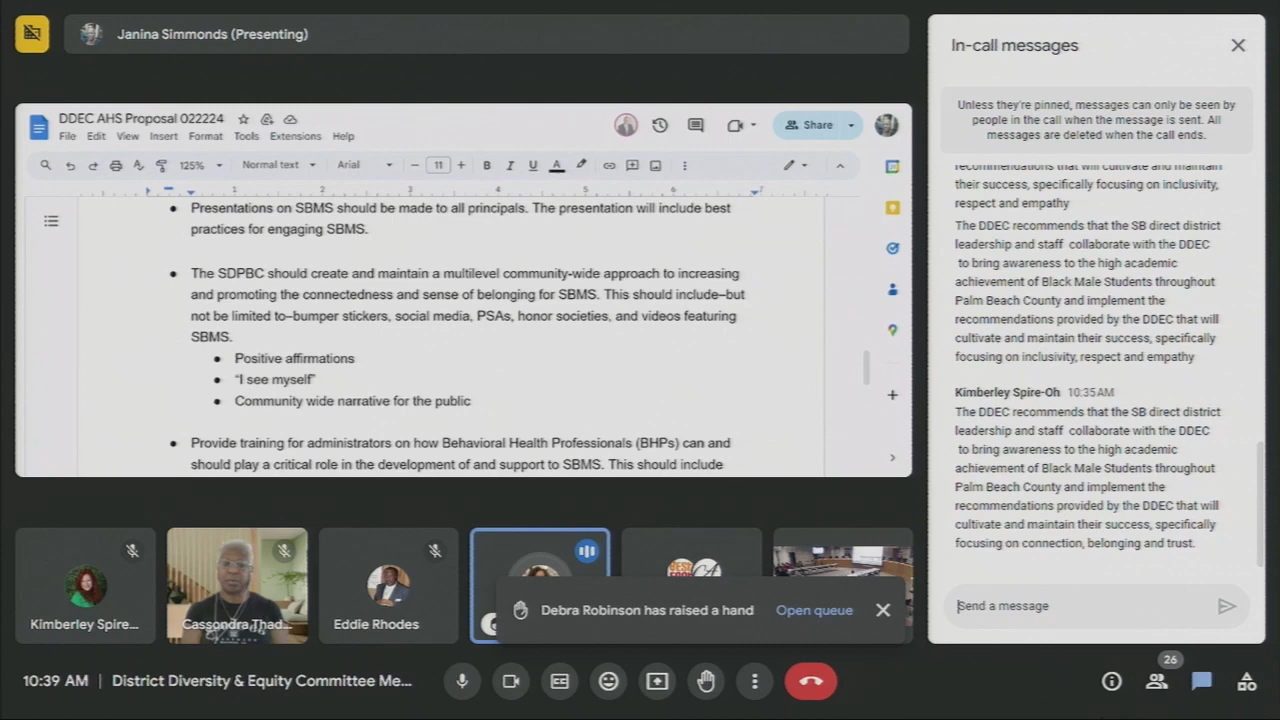 Janina Simmonds (Presenting)
DDEC AHS Proposal 022224
File Edit View Insert Format Tools Extensions Help
Share
125% Normal text Arial 11
1 2 3 4 5 6 7
Presentations on SBMS should be made to all principals. The presentation will include best
practices for engaging SBMS.
The SDPBC should create and maintain a multilevel community-wide approach to increasing
and promoting the connectedness and sense of belonging for SBMS. This should include–but
not be limited to–bumper stickers, social media, PSAs, honor societies, and videos featuring
SBMS.
Positive affirmations
“I see myself”
Community wide narrative for the public
Provide training for administrators on how Behavioral Health Professionals (BHPs) can and
should play a critical role in the development of and support to SBMS. This should include
Kimberley Spire...
Cassondra Thad...
Eddie Rhodes
Debra Robinson has raised a hand
Open queue
10:39 AM | District Diversity & Equity Committee Me...
26
In-call messages
Unless they're pinned, messages can only be seen by
people in the call when the message is sent. All
messages are deleted when the call ends.
recommendations that will cultivate and maintain
their success, specifically focusing on inclusivity,
respect and empathy
The DDEC recommends that the SB direct district
leadership and staff collaborate with the DDEC
to bring awareness to the high academic
achievement of Black Male Students throughout
Palm Beach County and implement the
recommendations provided by the DDEC that will
cultivate and maintain their success, specifically
focusing on inclusivity, respect and empathy
Kimberley Spire-Oh 10:35 AM
The DDEC recommends that the SB direct district
leadership and staff collaborate with the DDEC
to bring awareness to the high academic
achievement of Black Male Students throughout
Palm Beach County and implement the
recommendations provided by the DDEC that will
cultivate and maintain their success, specifically
focusing on connection, belonging and trust.
Send a message